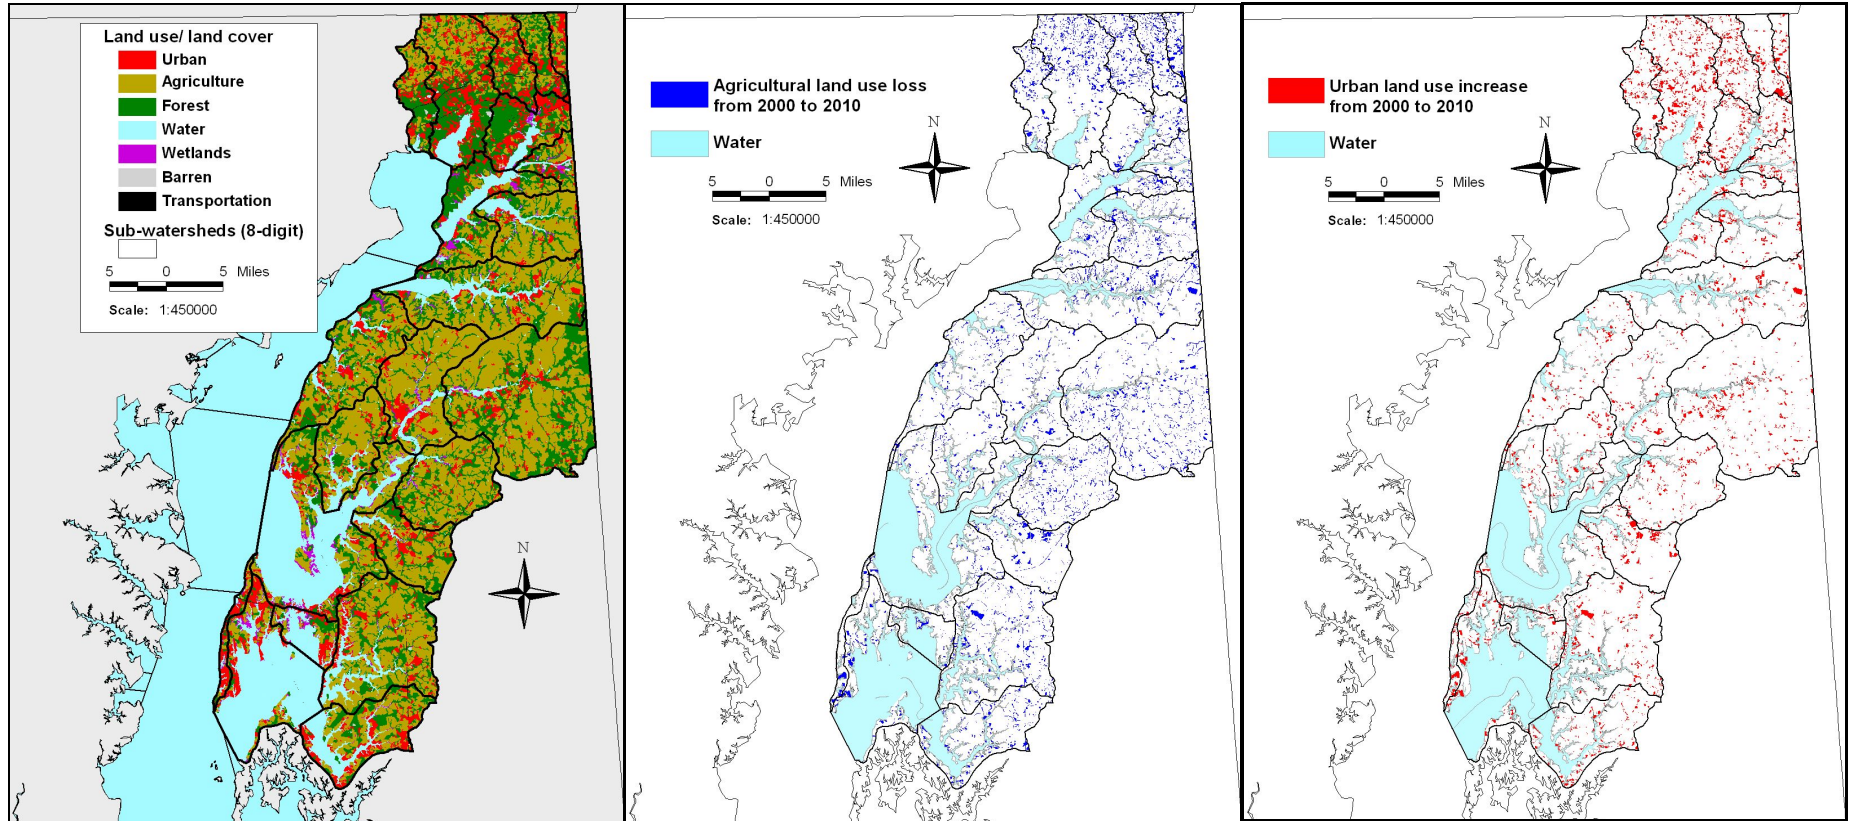 Land use/ land cover
Urban
Agriculture
Forest
Water
Wetlands
Barren
Transportation
Sub-watersheds (8-digit)
5 0 5 Miles
Scale: 1:450000
N
Agricultural land use loss
from 2000 to 2010
Water
N
5 0 5 Miles
Scale: 1:450000
Urban land use increase
from 2000 to 2010
Water
N
5 0 5 Miles
Scale: 1:450000